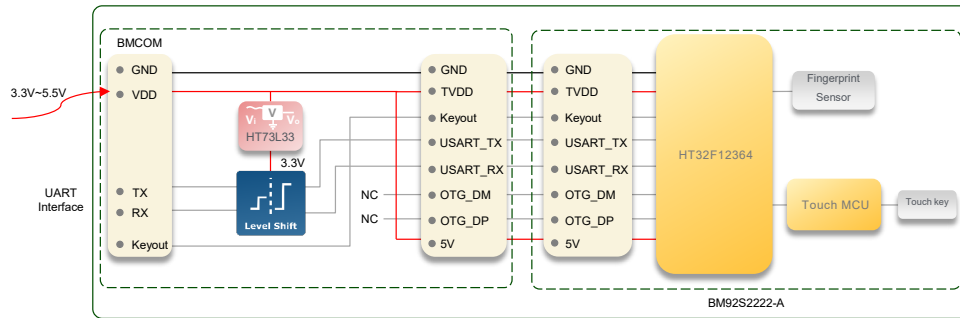 BMCOM
GND
VDD
3.3V~5.5V
TX
RX
Keyout
UART
Interface
Vi
V
Vo
HT73L33
3.3V
Level Shift
NC
NC
GND
TVDD
Keyout
USART_TX
USART_RX
OTG_DM
OTG_DP
5V
GND
TVDD
Keyout
USART_TX
USART_RX
OTG_DM
OTG_DP
5V
HT32F12364
Fingerprint
Sensor
Touch MCU
Touch key
BM92S2222-A